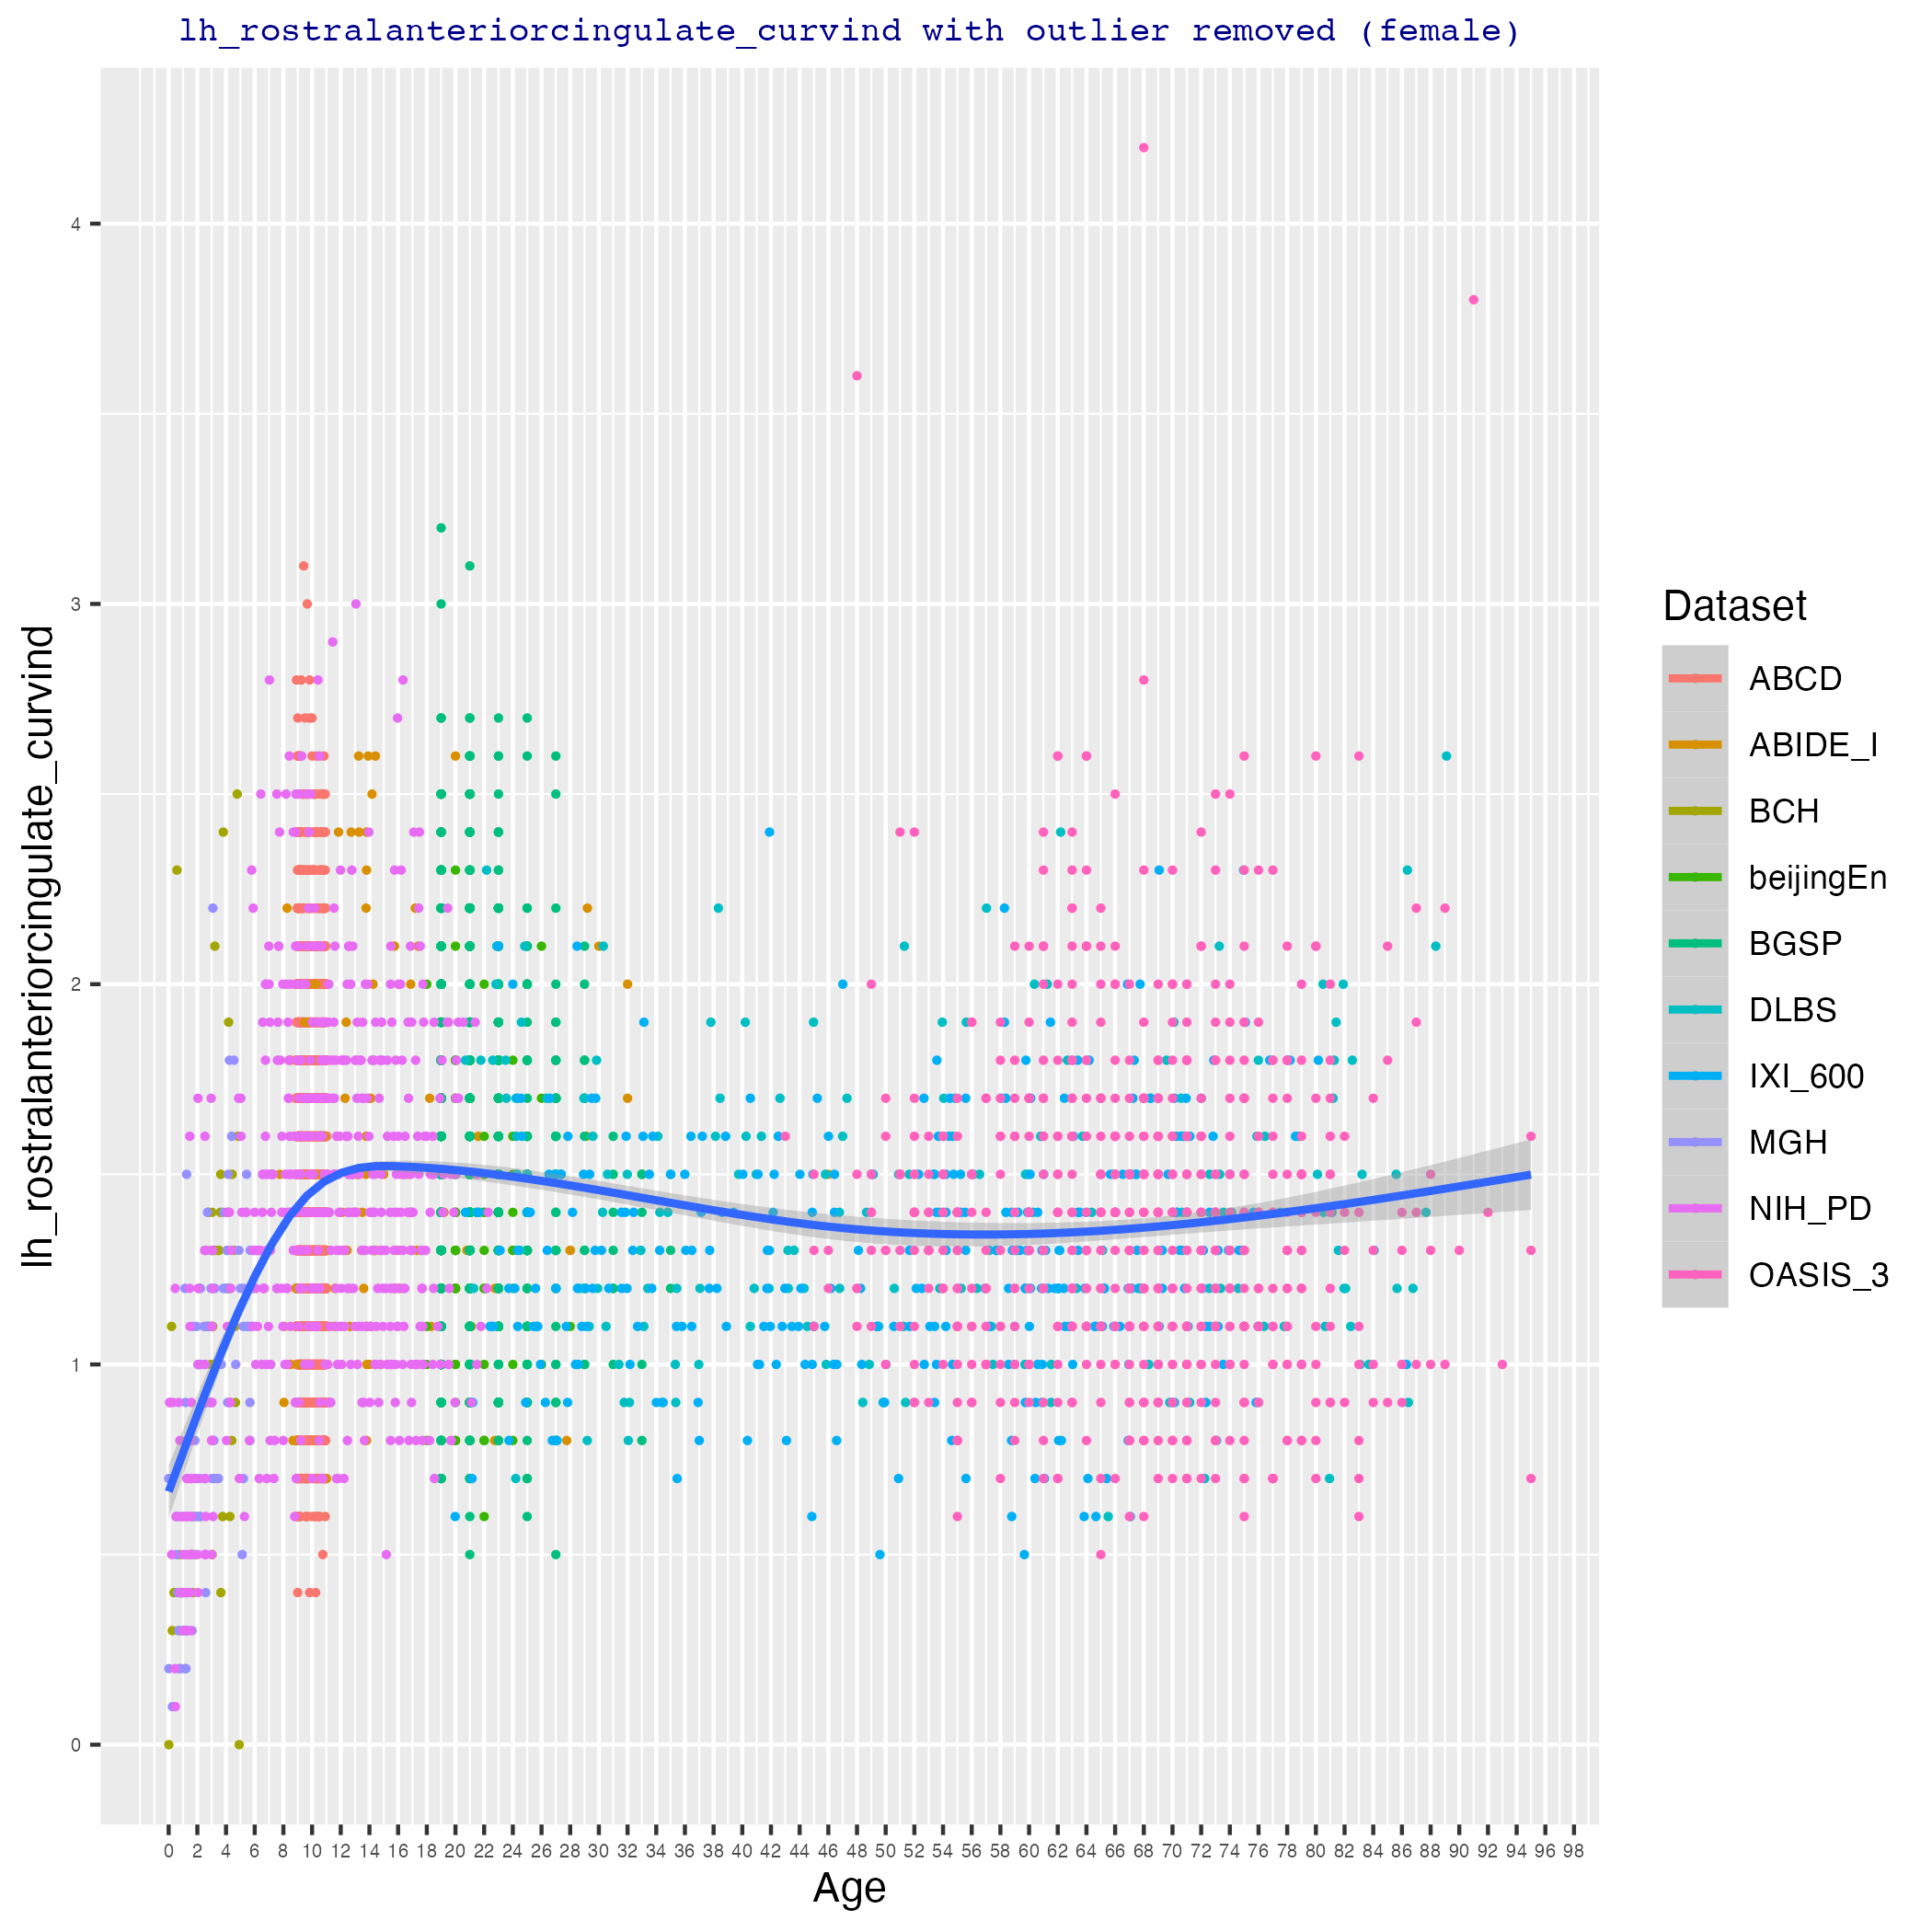 lh_rostralanteriorcingulate_curvind with outlier removed (female)
lh_rostralanteriorcingulate_curvind
4
3
2
1
0
0 2 4 6 8 10 12 14 16 18 20 22 24 26 28 30 32 34 36 38 40 42 44 46 48 50 52 54 56 58 60 62 64 66 68 70 72 74 76 78 80 82 84 86 88 90 92 94 96 98
Age
Dataset
ABCD
ABIDE_I
BCH
beijingEn
BGSP
DLBS
IXI_600
MGH
NIH_PD
OASIS_3